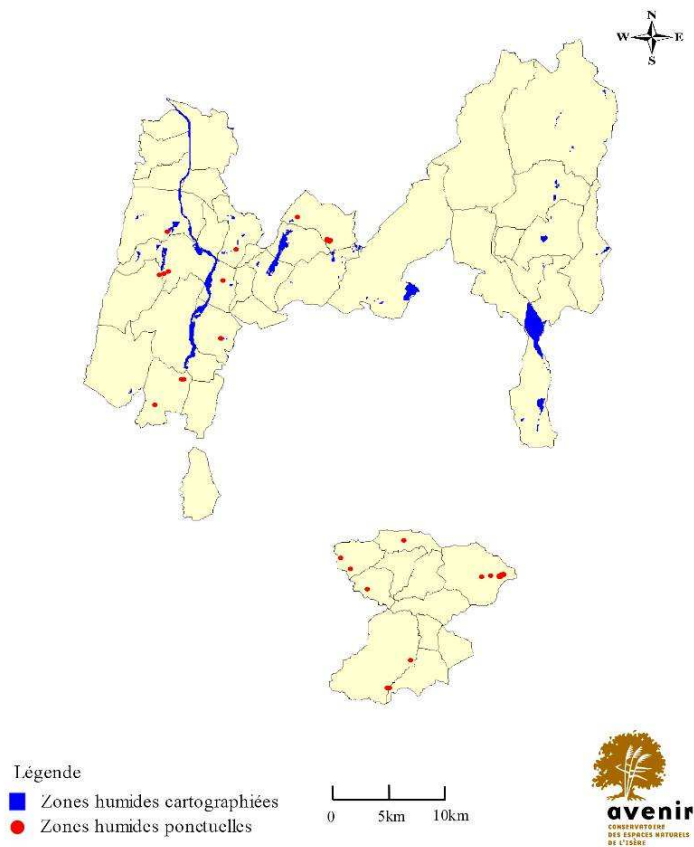 N
W E
S
Légende
Zones humides cartographiées
Zones humides ponctuelles
0 5km 10km
avenir
CONSERVATOIRE
DES ESPACES NATURELS
DE L'ISÈRE